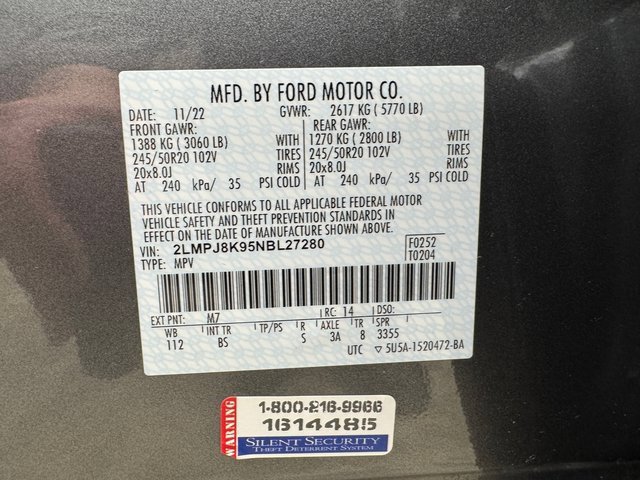 MFD. BY FORD MOTOR CO.
DATE: 11/22 GVWR: 2617 KG ( 5770 LB)
FRONT GAWR: REAR GAWR:
1388 KG ( 3060 LB) WITH 1270 KG ( 2800 LB) WITH
245/50R20 102V TIRES 245/50R20 102V TIRES
20x8.0J RIMS 20x8.0J RIMS
AT 240 kPa/ 35 PSI COLD AT 240 kPa/ 35 PSI COLD
THIS VEHICLE CONFORMS TO ALL APPLICABLE FEDERAL MOTOR
VEHICLE SAFETY AND THEFT PREVENTION STANDARDS IN
EFFECT ON THE DATE OF MANUFACTURE SHOWN ABOVE.
VIN: 2LMPJ8K95NBL27280 F0252
TYPE: MPV T0204
EXT PNT: M7 RC: 14 DSO:
WB INT TR TP/PS R AXLE TR SPR
112 BS S 3A 8 3355
UTC ▽5U5A-1520472-BA
WARNING
1-800-216-9966
1614485
SILENT SECURITY
THEFT DETERRENT SYSTEM